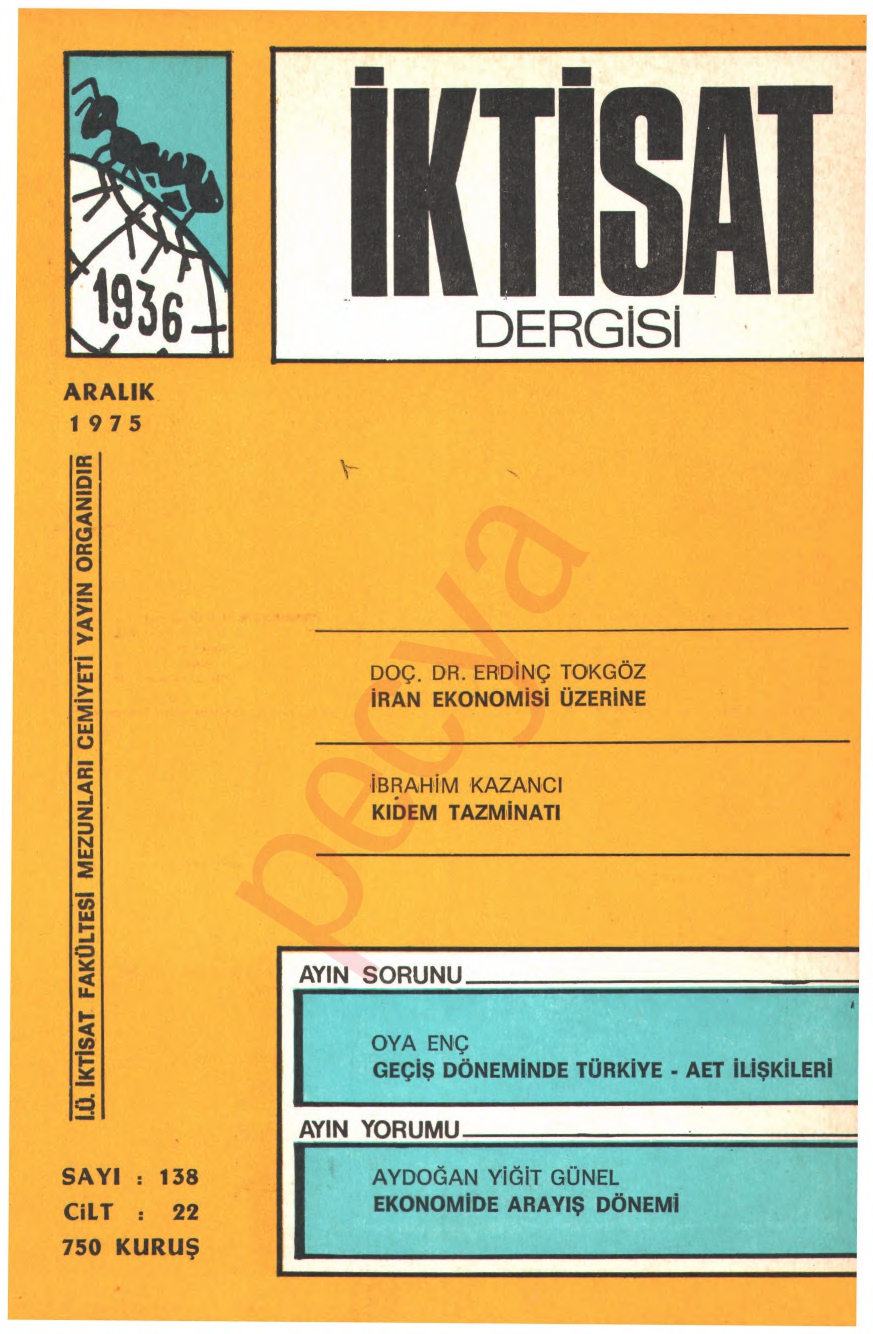 1936
İKTİSAT
DERGİSİ
ARALIK
1975
İ.Ü. İKTİSAT FAKÜLTESİ MEZUNLARI CEMİYETİ YAYIN ORGANIDIR
DOÇ. DR. ERDİNÇ TOKGÖZ
İRAN EKONOMİSİ ÜZERİNE
İBRAHİM KAZANCI
KIDEM TAZMİNATI
AYIN SORUNU
OYA ENÇ
GEÇİŞ DÖNEMİNDE TÜRKİYE - AET İLİŞKİLERİ
AYIN YORUMU
AYDOĞAN YİĞİT GÜNEL
EKONOMİDE ARAYIŞ DÖNEMİ
SAYI : 138
CİLT : 22
750 KURUŞ
pecya